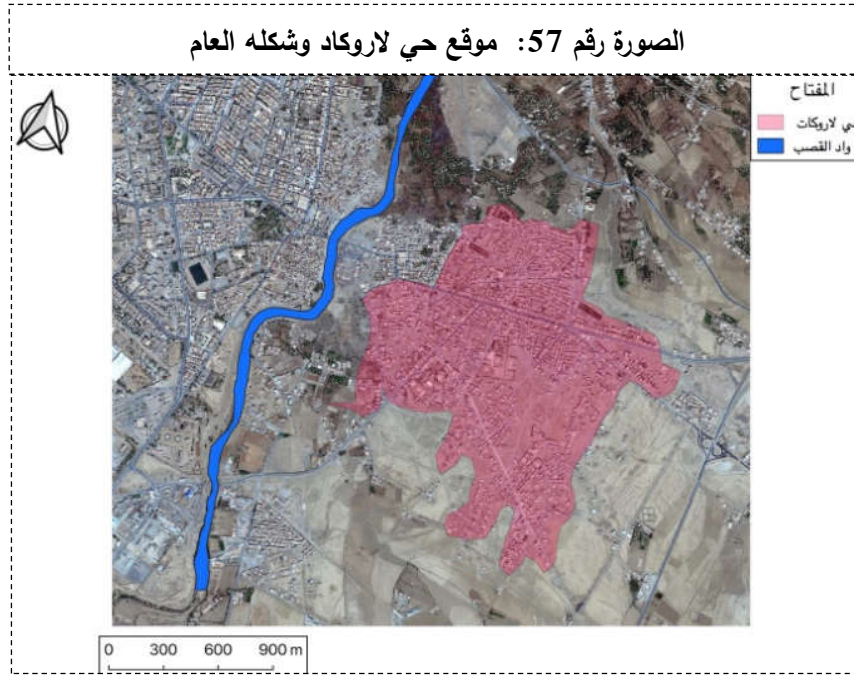 الصورة رقم 57: موقع حي لاروكاد وشكله العام
المفتاح
لاروكات
واد القصب
0 300 600 900 m